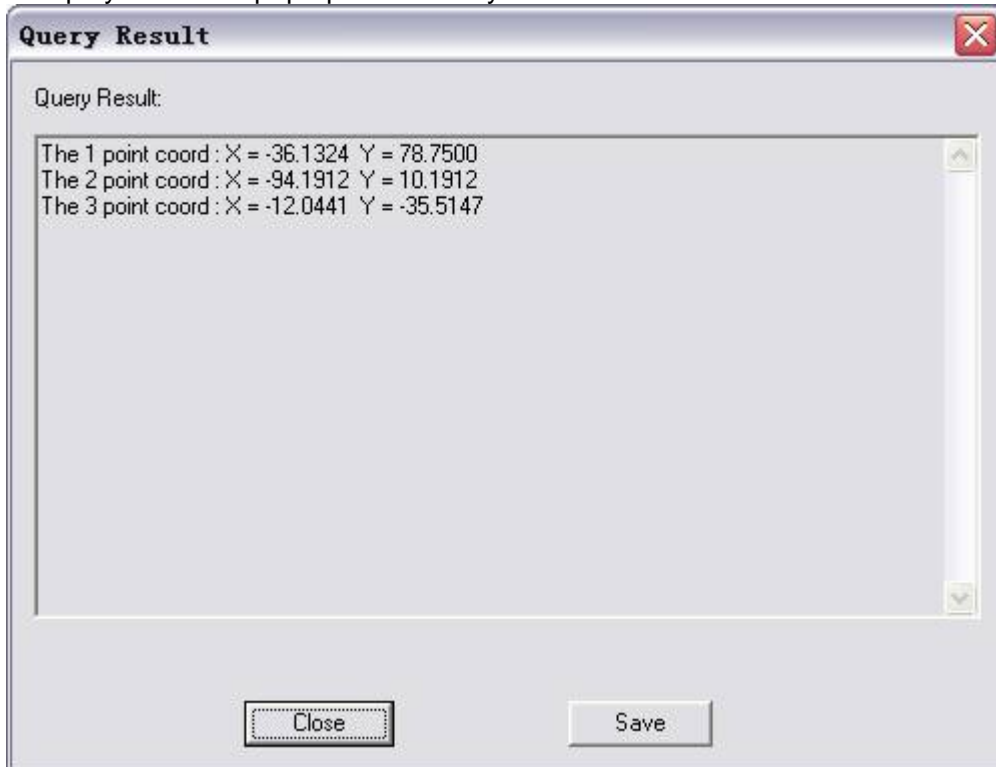 Query Result
Query Result:
The 1 point coord : X = -36.1324 Y = 78.7500
The 2 point coord : X = -94.1912 Y = 10.1912
The 3 point coord : X = -12.0441 Y = -35.5147
Close
Save